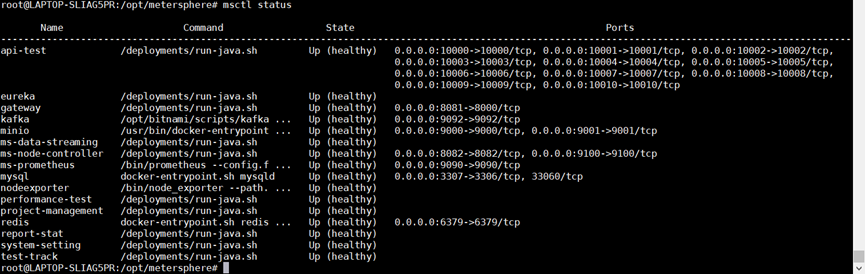 root@LAPTOP-SLIAG5PR:/opt/metersphere# msctl status
Name Command State Ports
----------------------------------------------------------------------------------------------------------------------------------------------
api-test /deployments/run-java.sh Up (healthy) 0.0.0.0:10000->10000/tcp, 0.0.0.0:10001->10001/tcp, 0.0.0.0:10002->10002/tcp,
0.0.0.0:10003->10003/tcp, 0.0.0.0:10004->10004/tcp, 0.0.0.0:10005->10005/tcp,
0.0.0.0:10006->10006/tcp, 0.0.0.0:10007->10007/tcp, 0.0.0.0:10008->10008/tcp,
0.0.0.0:10009->10009/tcp, 0.0.0.0:10010->10010/tcp
eureka /deployments/run-java.sh Up (healthy)
gateway /deployments/run-java.sh Up (healthy) 0.0.0.0:8081->8000/tcp
kafka /opt/bitnami/scripts/kafka ... Up (healthy) 0.0.0.0:9092->9092/tcp
minio /usr/bin/docker-entrypoint ... Up (healthy) 0.0.0.0:9000->9000/tcp, 0.0.0.0:9001->9001/tcp
ms-data-streaming /deployments/run-java.sh Up (healthy)
ms-node-controller /deployments/run-java.sh Up (healthy) 0.0.0.0:8082->8082/tcp, 0.0.0.0:9100->9100/tcp
ms-prometheus /bin/prometheus --config.f ... Up (healthy) 0.0.0.0:9090->9090/tcp
mysql docker-entrypoint.sh mysqld Up (healthy) 0.0.0.0:3307->3306/tcp, 33060/tcp
nodeexporter /bin/node_exporter --path. ... Up (healthy)
performance-test /deployments/run-java.sh Up (healthy)
project-management /deployments/run-java.sh Up (healthy)
redis docker-entrypoint.sh redis ... Up (healthy) 0.0.0.0:6379->6379/tcp
report-stat /deployments/run-java.sh Up (healthy)
system-setting /deployments/run-java.sh Up (healthy)
test-track /deployments/run-java.sh Up (healthy)
root@LAPTOP-SLIAG5PR:/opt/metersphere#